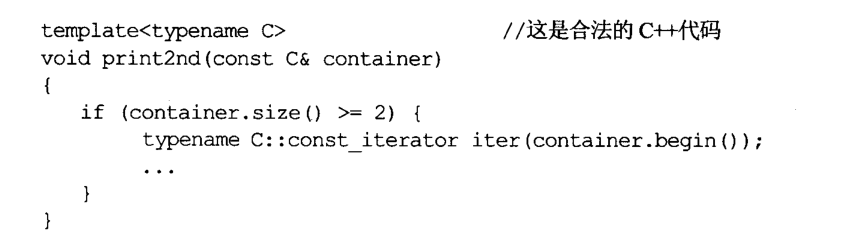 template<typename C> //这是合法的 C++代码
void print2nd(const C& container)
{
if (container.size() >= 2) {
typename C::const_iterator iter(container.begin());
...
}
}